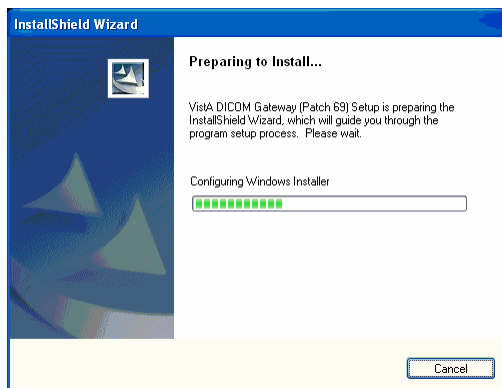 InstallShield Wizard
Preparing to Install...
VistA DICOM Gateway (Patch 69) Setup is preparing the
InstallShield Wizard, which will guide you through the
program setup process. Please wait.
Configuring Windows Installer
Cancel